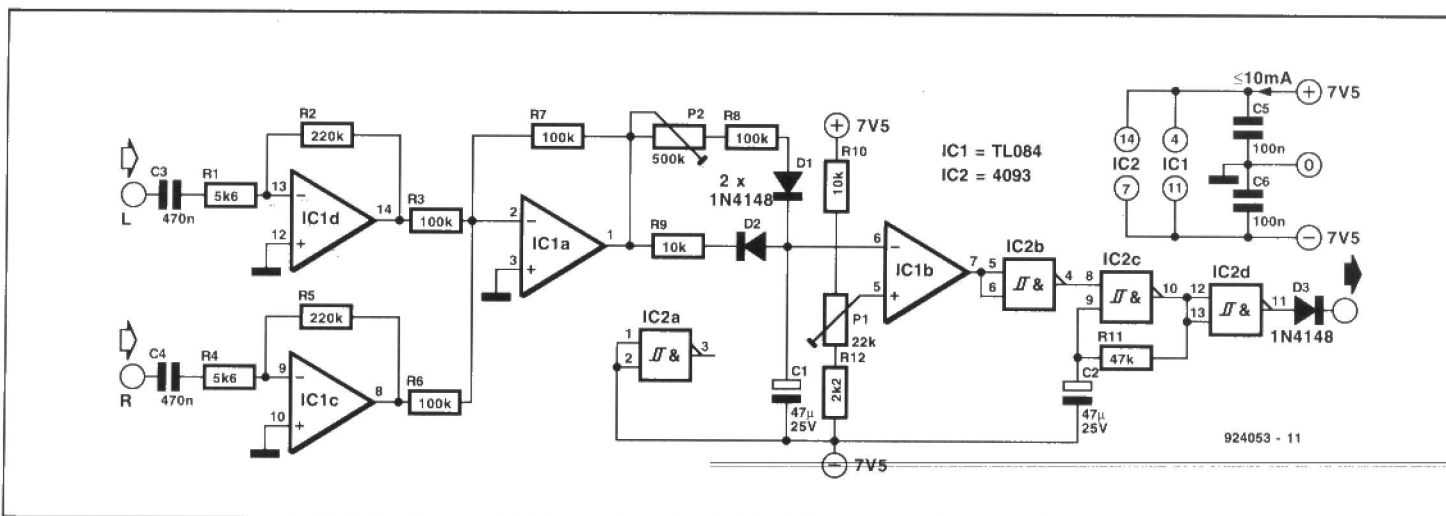 L
C3
470n
R1
5k6
R2
220k
13
12
14
IC1d
R3
100k
R
C4
470n
R4
5k6
R5
220k
9
10
8
IC1c
R6
100k
R7
100k
2
3
1
IC1a
P2
500k
R8
100k
D1
2 x
1N4148
R9
10k
D2
IC2a
1
2
&
3
C1
47µ
25V
+ 7V5
R10
10k
P1
22k
R12
2k2
− 7V5
6
5
7
IC1b
IC1 = TL084
IC2 = 4093
IC2b
5
6
&
4
IC2c
8
9
&
10
R11
47k
C2
47µ
25V
IC2d
12
13
&
11
D3
1N4148
≤10mA
+ 7V5
14
IC2
7
4
IC1
11
C5
100n
0
C6
100n
− 7V5
924053 - 11